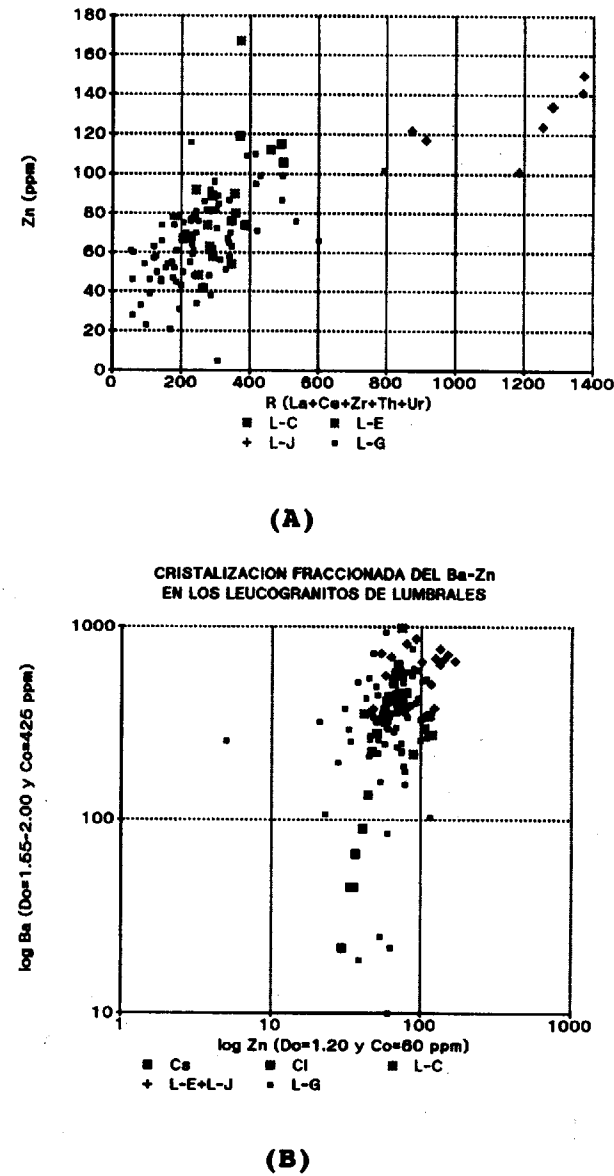 180
160
140
120
100
80
60
40
20
0
Zn (ppm)
0 200 400 600 800 1000 1200 1400
R (La+Ce+Zr+Th+Ur)
L-C L-E
L-J L-G
(A)
CRISTALIZACION FRACCIONADA DEL Ba-Zn
EN LOS LEUCOGRANITOS DE LUMBRALES
1000
100
10
log Ba (Do=1.55-2.00 y Co=425 ppm)
1 10 100 1000
log Zn (Do=1.20 y Co=60 ppm)
Cs Cl L-C
L-E+L-J L-G
(B)